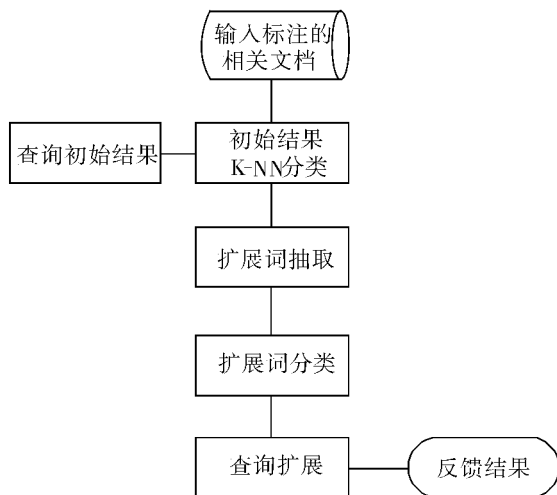 输入标注的
相关文档
查询初始结果
初始结果
K-NN分类
扩展词抽取
扩展词分类
查询扩展
反馈结果